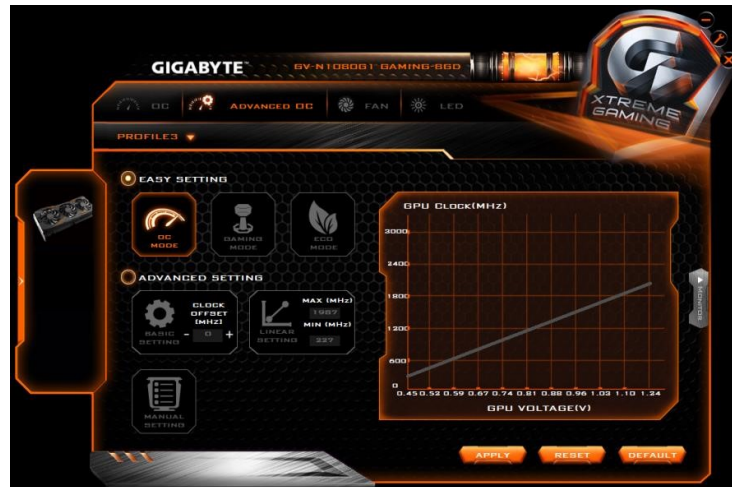 GIGABYTE™ GV-N1080G1 GAMING-8GD
XTREME
GAMING
OC ADVANCED OC FAN LED
PROFILE3
EASY SETTING
OC
MODE
GAMING
MODE
ECO
MODE
ADVANCED SETTING
BASIC
SETTING
CLOCK
OFFSET
(MHz)
- 0 +
LINEAR
SETTING
MAX (MHz)
1987
MIN (MHz)
227
MANUAL
SETTING
GPU CLOCK(MHz)
3000
2400
1800
1200
600
0
0.45 0.52 0.59 0.67 0.74 0.81 0.88 0.96 1.03 1.10 1.24
GPU VOLTAGE(V)
MONITOR
APPLY RESET DEFAULT